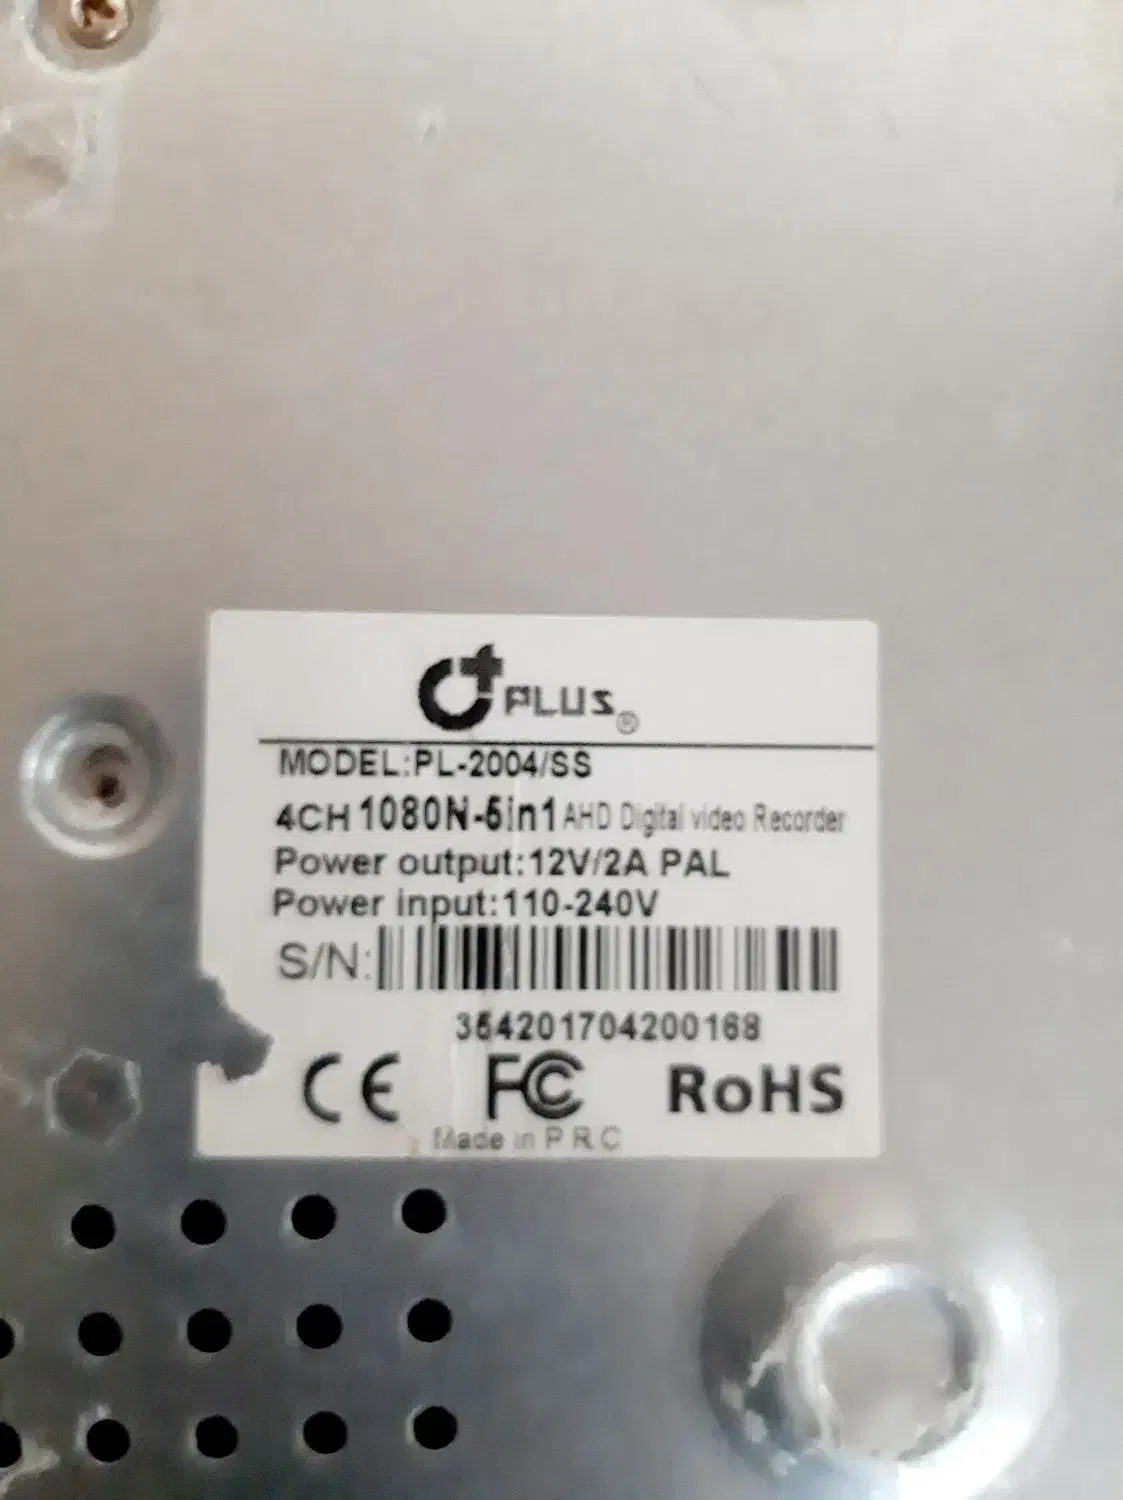 PLUS®
MODEL:PL-2004/SS
4CH 1080N-5in1 AHD Digital video Recorder
Power output:12V/2A PAL
Power input:110-240V
S/N:
354201704200168
CE FC RoHS
Made in P R C